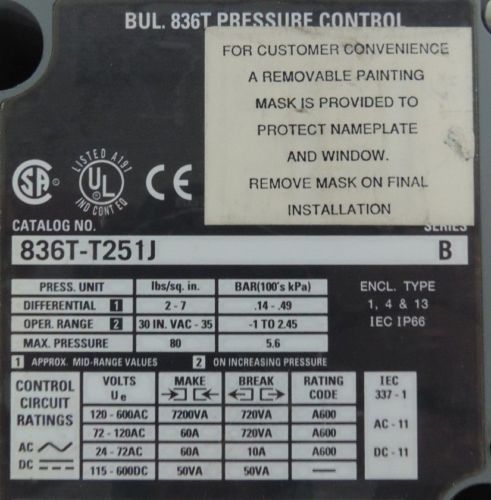 BUL. 836T PRESSURE CONTROL
FOR CUSTOMER CONVENIENCE
A REMOVABLE PAINTING
MASK IS PROVIDED TO
PROTECT NAMEPLATE
AND WINDOW.
REMOVE MASK ON FINAL
INSTALLATION
LISTED A197
UL
IND CONT EQ
SA
CE
CATALOG NO. SERIES
836T-T251J B
PRESS. UNIT lbs/sq. in. BAR(100's kPa)
DIFFERENTIAL 1 2 - 7 .14 - .49
OPER. RANGE 2 30 IN. VAC - 35 -1 TO 2.45
MAX. PRESSURE 80 5.6
ENCL. TYPE
1, 4 & 13
IEC IP66
1 APPROX. MID-RANGE VALUES 2 ON INCREASING PRESSURE
CONTROL
CIRCUIT
RATINGS
AC
DC
VOLTS Ue MAKE BREAK RATING CODE
120 - 600AC 7200VA 720VA A600
72 - 120AC 60A 720VA A600
24 - 72AC 60A 10A A600
115 - 600DC 50VA 50VA —
IEC
337 - 1
AC - 11
DC - 11